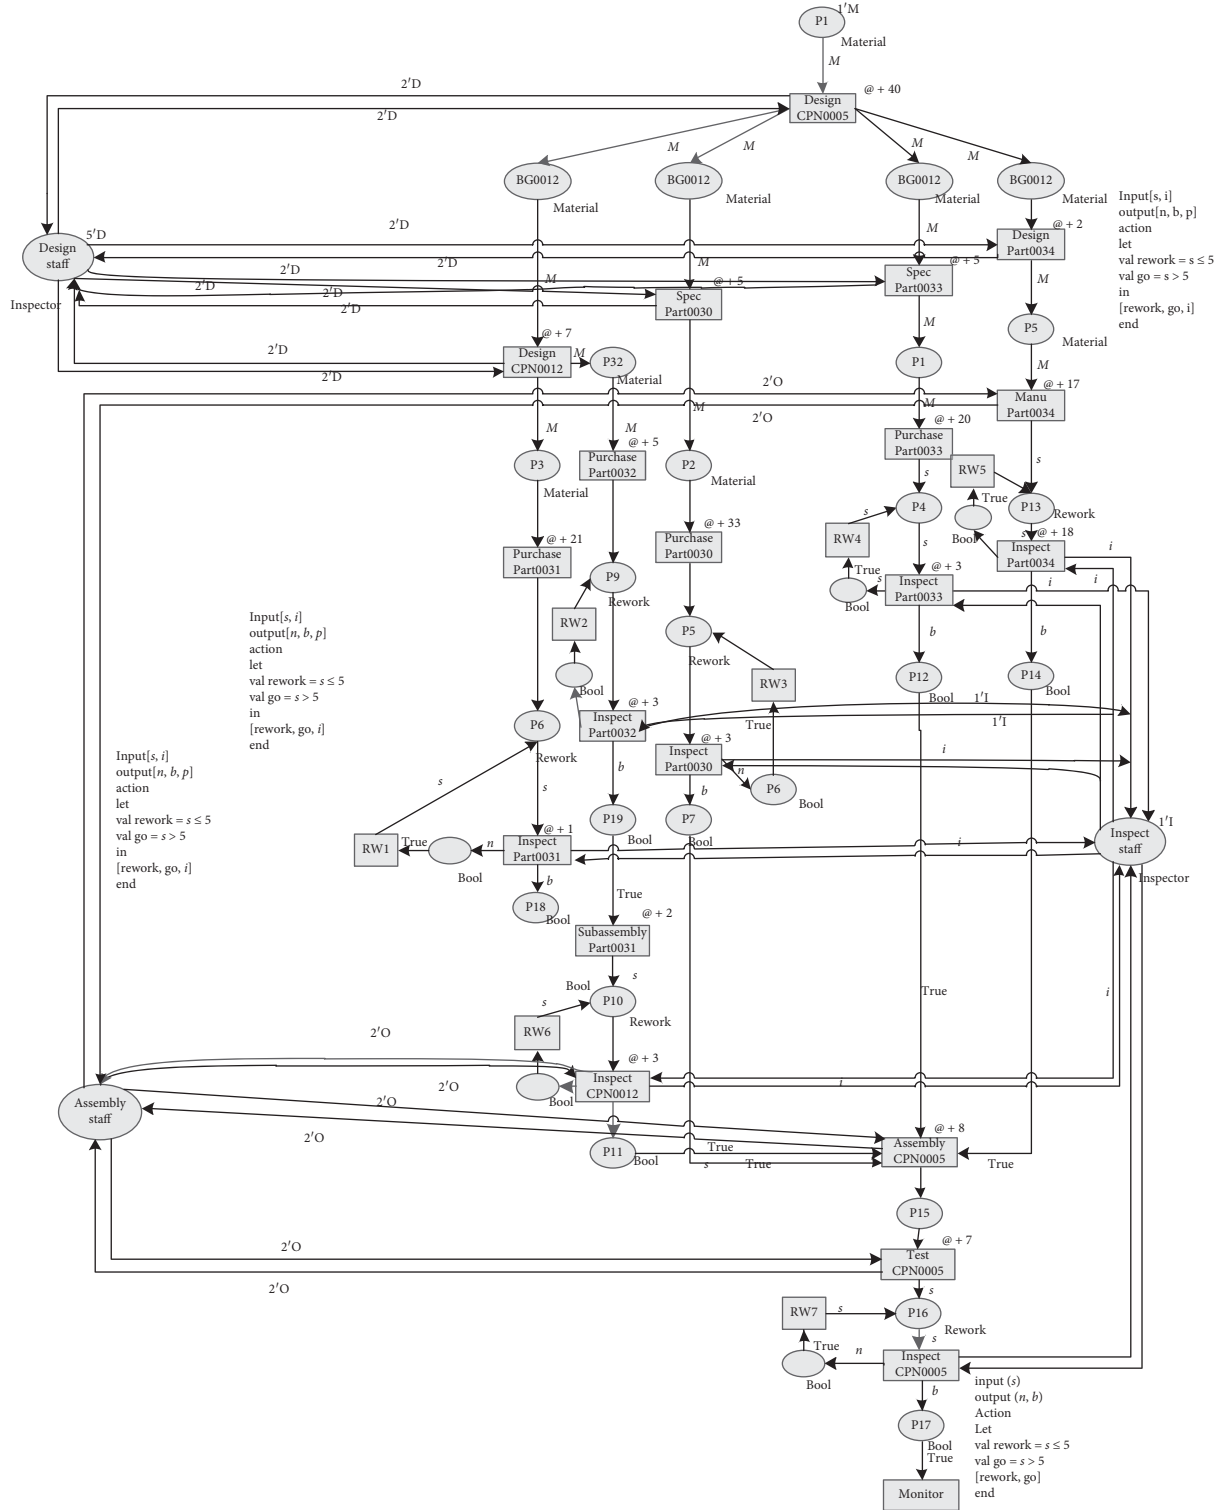 1′M
P1
Material
M
@ + 40
2′D
Design
CPN0005
2′D
M
M
M
M
BG0012
BG0012
BG0012
BG0012
Material
Material
Material
Material
Input[s, i]
output[n, b, p]
action
let
val rework = s ≤ 5
val go = s > 5
in
[rework, go, i]
end
5′D
2′D
M
@ + 2
Design
Part0034
Design
staff
2′D
2′D
M
@ + 5
Spec
Part0033
M
Inspector
2′D
2′D
2′D
M
@ + 5
Spec
Part0030
M
P5
Material
@ + 7
2′D
Design
CPN0012
M
P32
Material
P1
2′D
M
2′O
@ + 17
Manu
Part0034
M
M
2′O
M
M
@ + 20
Purchase
Part0033
@ + 5
Purchase
Part0032
P3
Material
P2
Material
s
RW5
s
True
P13
Rework
P4
s
Bool
s
@ + 18
Inspect
Part0034
i
@ + 33
Purchase
Part0030
RW4
s
True
@ + 21
Purchase
Part0031
P9
Rework
@ + 3
Inspect
Part0033
s
Bool
i
i
RW2
Input[s, i]
output[n, b, p]
action
let
val rework = s ≤ 5
val go = s > 5
in
[rework, go, i]
end
P5
Rework
b
b
P12
Bool
P14
Bool
Bool
RW3
True
@ + 3
Inspect
Part0032
1′I
1′I
P6
Rework
@ + 3
Inspect
Part0030
n
i
P6
Bool
Input[s, i]
output[n, b, p]
action
let
val rework = s ≤ 5
val go = s > 5
in
[rework, go, i]
end
s
s
b
b
P19
Bool
P7
Bool
1′I
Inspect
staff
Inspector
RW1
True
Bool
n
@ + 1
Inspect
Part0031
i
b
P18
Bool
True
@ + 2
Subassembly
Part0031
s
Bool
P10
Rework
s
RW6
True
i
2′O
@ + 3
Inspect
CPN0012
Bool
i
2′O
2′O
Assembly
staff
2′O
@ + 8
Assembly
CPN0005
P11
Bool
True
s
True
True
P15
2′O
@ + 7
Test
CPN0005
2′O
s
RW7
s
P16
Rework
True
s
n
Bool
Inspect
CPN0005
b
input (s)
output (n, b)
Action
Let
val rework = s ≤ 5
val go = s > 5
[rework, go]
end
P17
Bool
True
Monitor